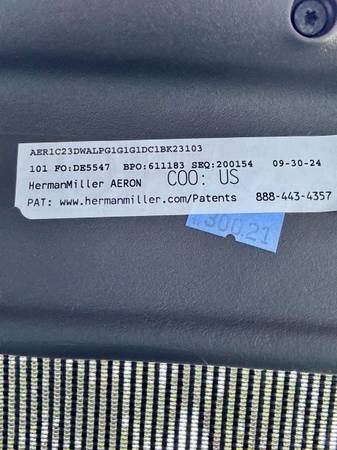 AER1C23DWALPG1G1G1DC1BK23103
101 FO:DE5547 BPO:611183 SEQ:200154 09-30-24
HermanMiller AERON COO: US
PAT: www.hermanmiller.com/Patents 888-443-4357
300.21